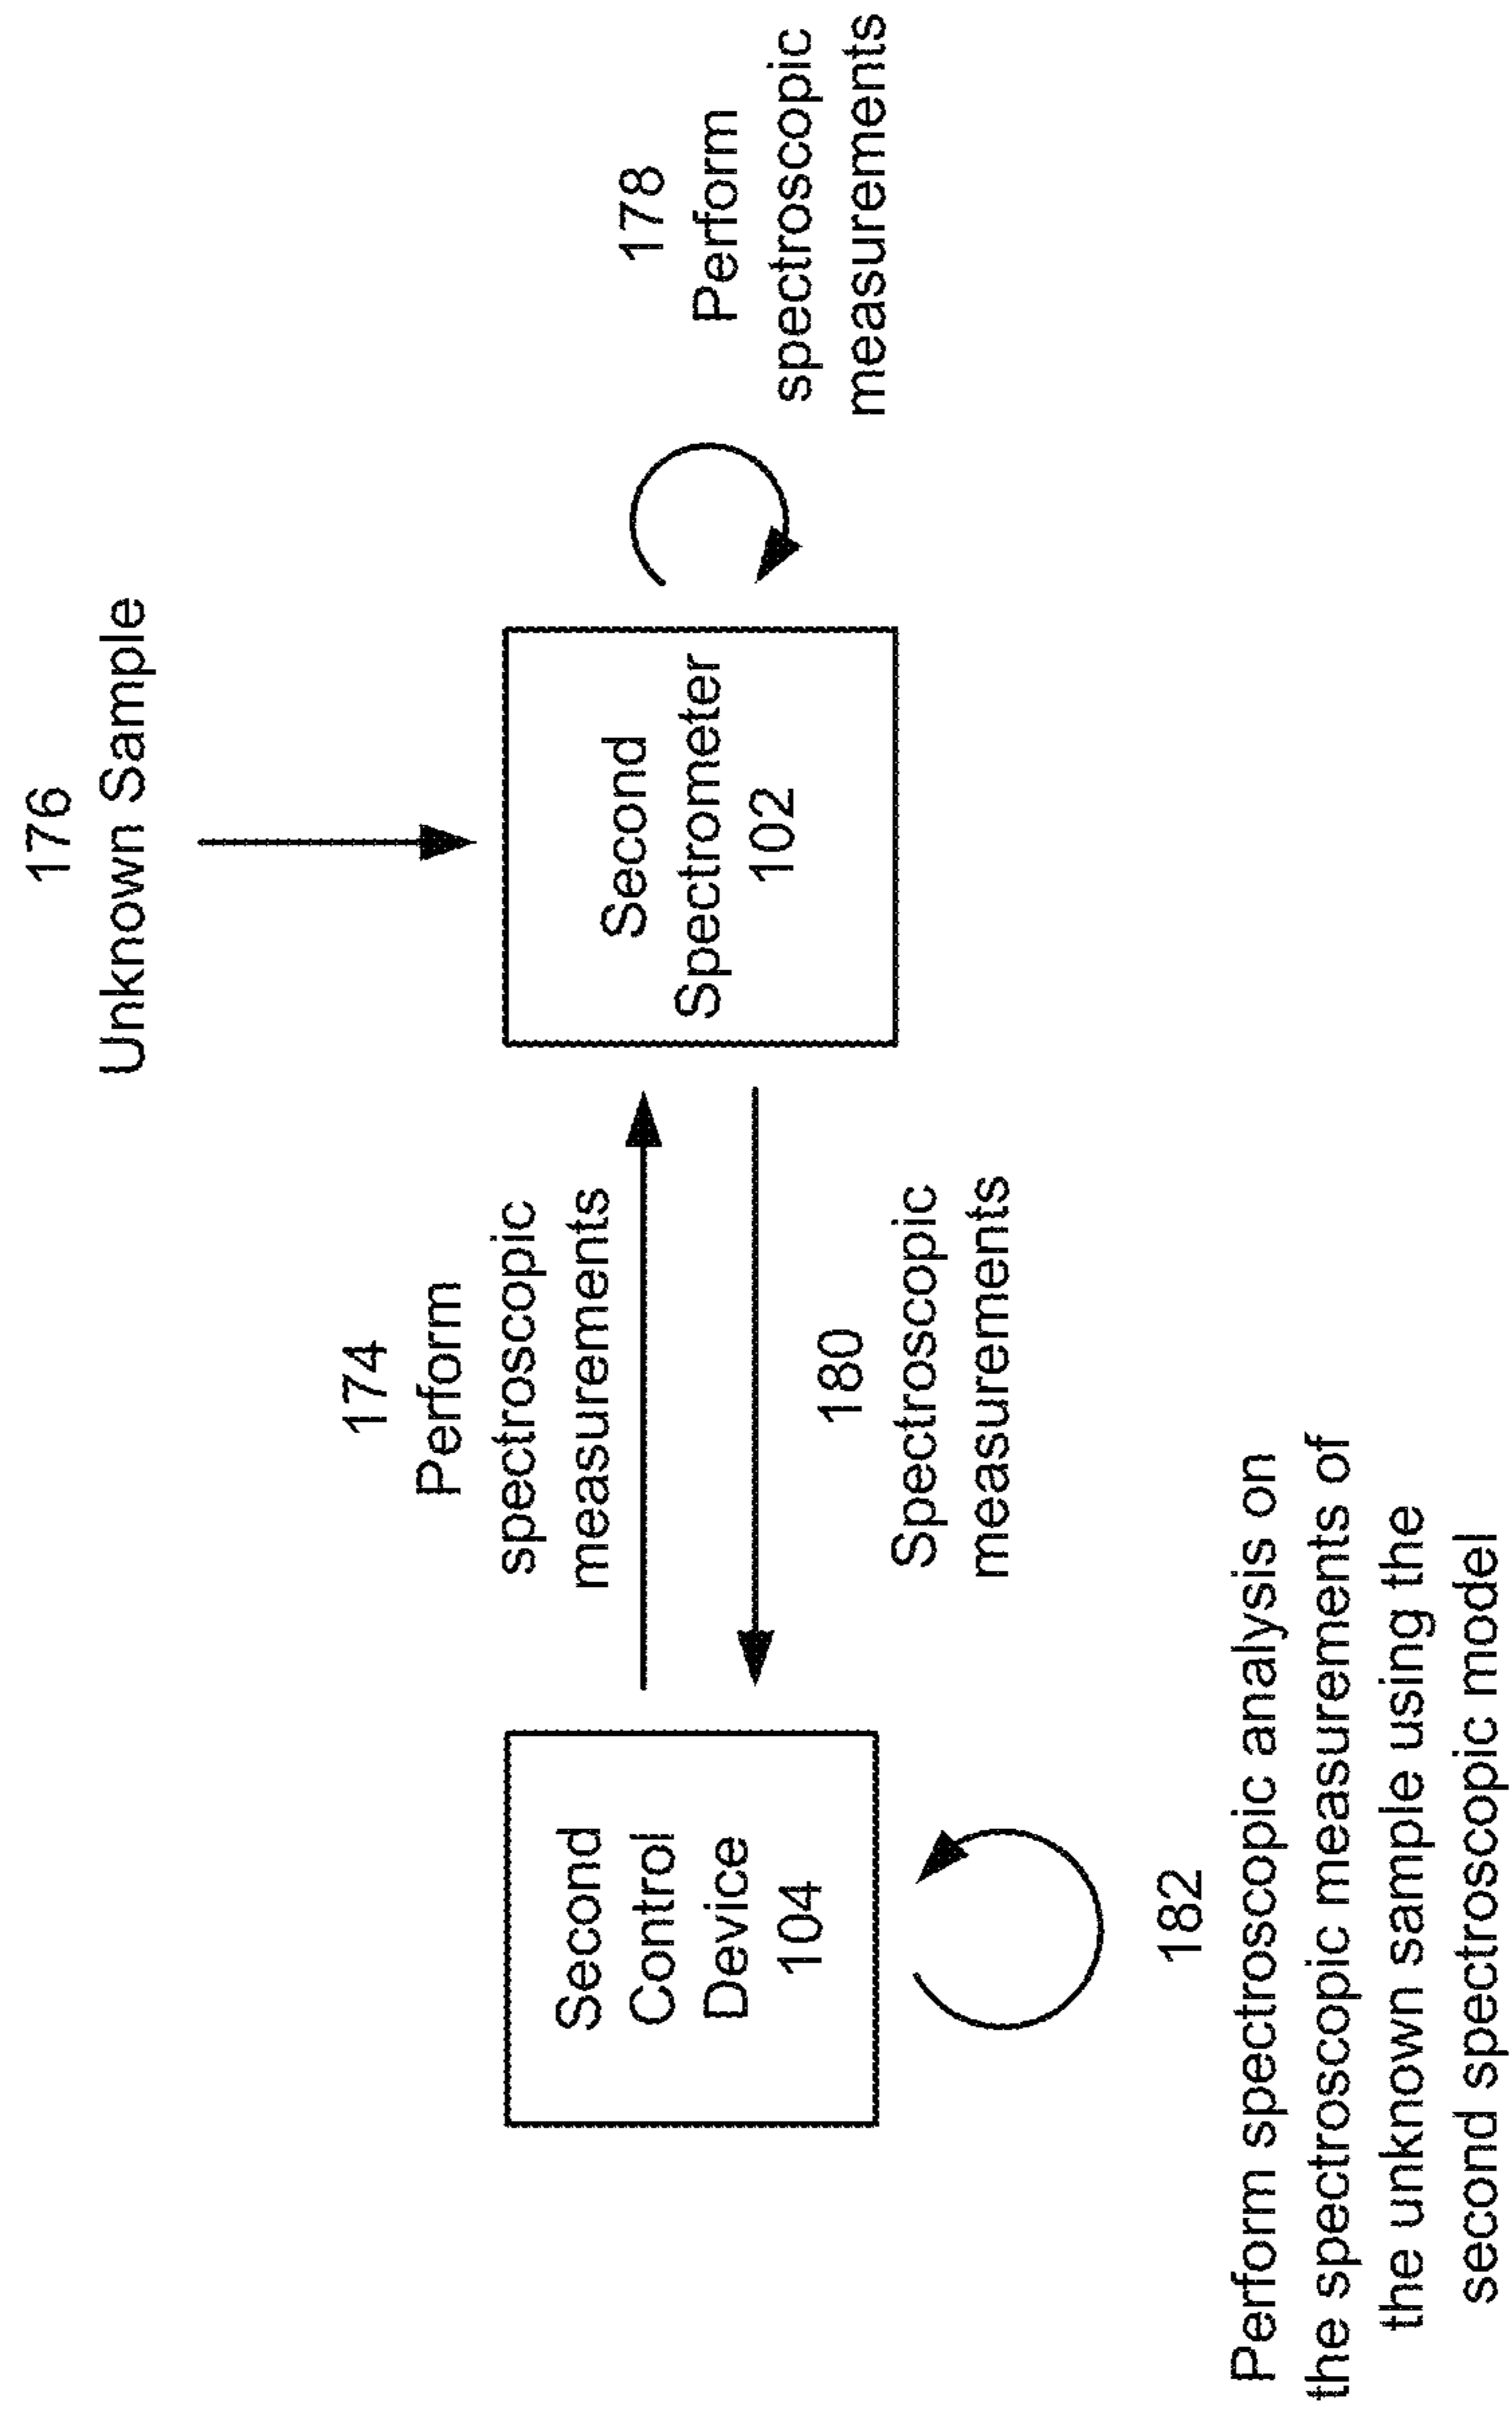 176
Unknown Sample
174
Perform
spectroscopic
measurements
Second
Spectrometer
102
178
Perform
spectroscopic
measurements
Second
Control
Device
104
180
Spectroscopic
measurements
182
Perform spectroscopic analysis on
the spectroscopic measurements of
the unknown sample using the
second spectroscopic model